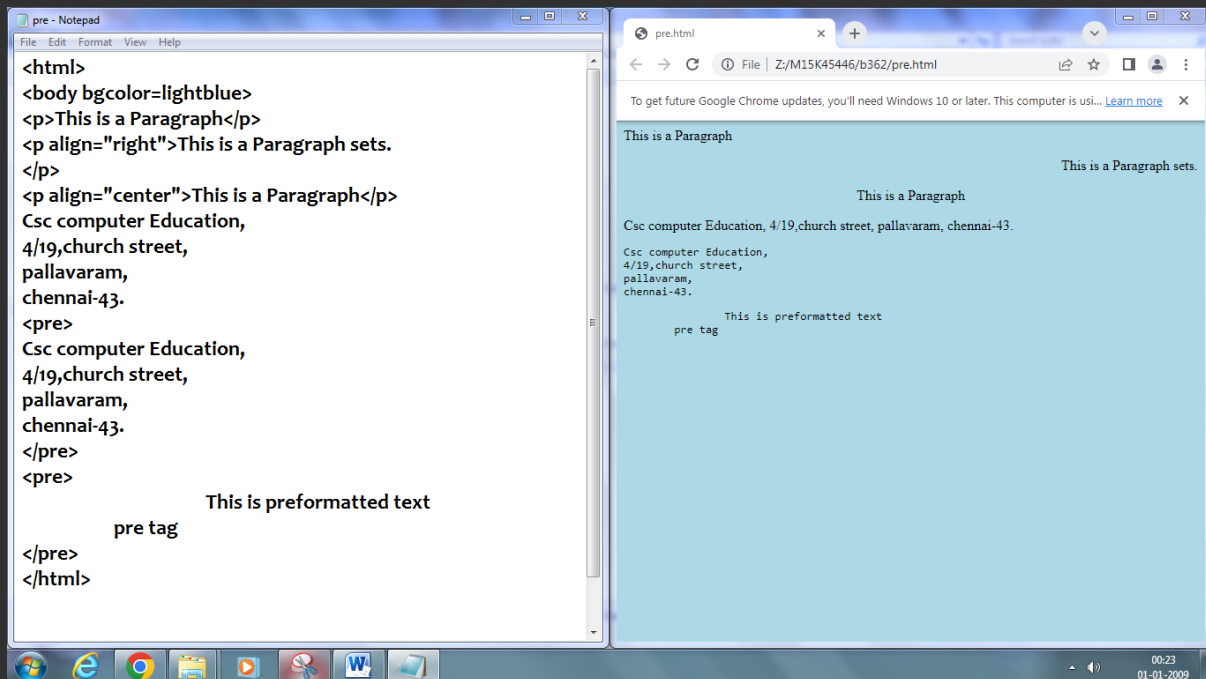 pre - Notepad
File Edit Format View Help
<html>
<body bgcolor=lightblue>
<p>This is a Paragraph</p>
<p align="right">This is a Paragraph sets.
</p>
<p align="center">This is a Paragraph</p>
Csc computer Education,
4/19,church street,
pallavaram,
chennai-43.
<pre>
Csc computer Education,
4/19,church street,
pallavaram,
chennai-43.
</pre>
<pre>
This is preformatted text
pre tag
</pre>
</html>
pre.html
File Z:/M15K45446/b362/pre.html
To get future Google Chrome updates, you'll need Windows 10 or later. This computer is usi... Learn more
This is a Paragraph
This is a Paragraph sets.
This is a Paragraph
Csc computer Education, 4/19,church street, pallavaram, chennai-43.
Csc computer Education,
4/19,church street,
pallavaram,
chennai-43.
This is preformatted text
pre tag
00:23
01-01-2009